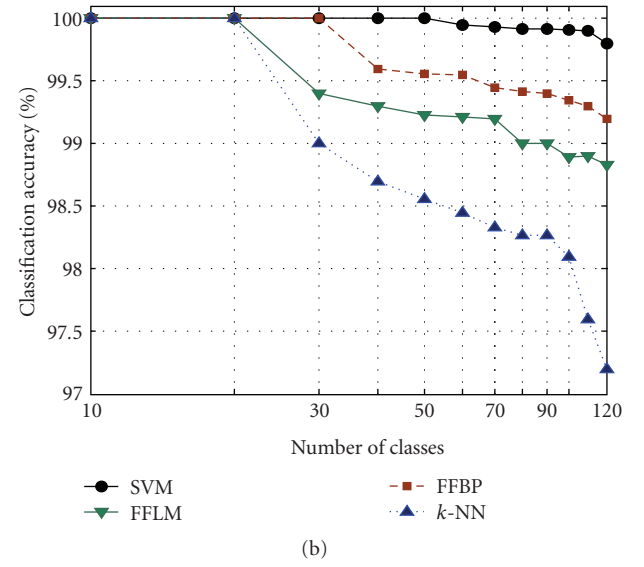 100
99.5
99
98.5
98
97.5
97
Classification accuracy (%)
10
30
50
70
90
120
Number of classes
SVM
FFLM
FFBP
k-NN
(b)